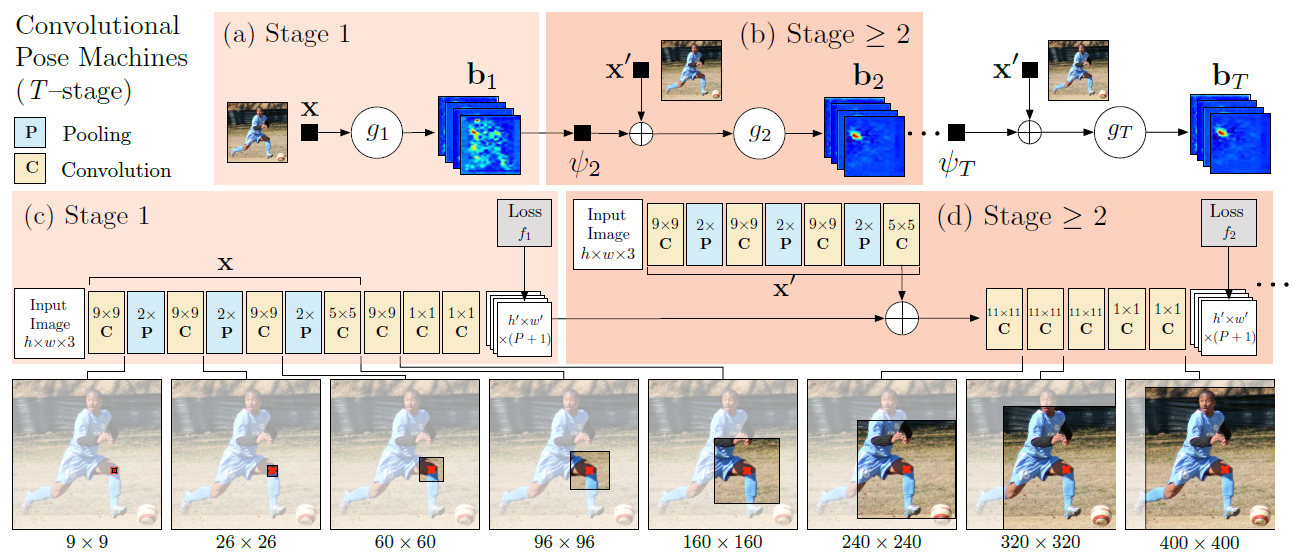 Convolutional
Pose Machines
(T–stage)
P Pooling
C Convolution
(a) Stage 1
x
g₁
b₁
(b) Stage ≥ 2
x′
ψ₂
g₂
b₂
x′
ψ_T
g_T
b_T
(c) Stage 1
Loss
f₁
x
Input
Image
h×w×3
9×9
C
2×
P
9×9
C
2×
P
9×9
C
2×
P
5×5
C
9×9
C
1×1
C
1×1
C
h′×w′
×(P+1)
(d) Stage ≥ 2
Input
Image
h×w×3
9×9
C
2×
P
9×9
C
2×
P
9×9
C
2×
P
5×5
C
x′
Loss
f₂
11×11
C
11×11
C
11×11
C
1×1
C
1×1
C
h′×w′
×(P+1)
9 × 9
26 × 26
60 × 60
96 × 96
160 × 160
240 × 240
320 × 320
400 × 400